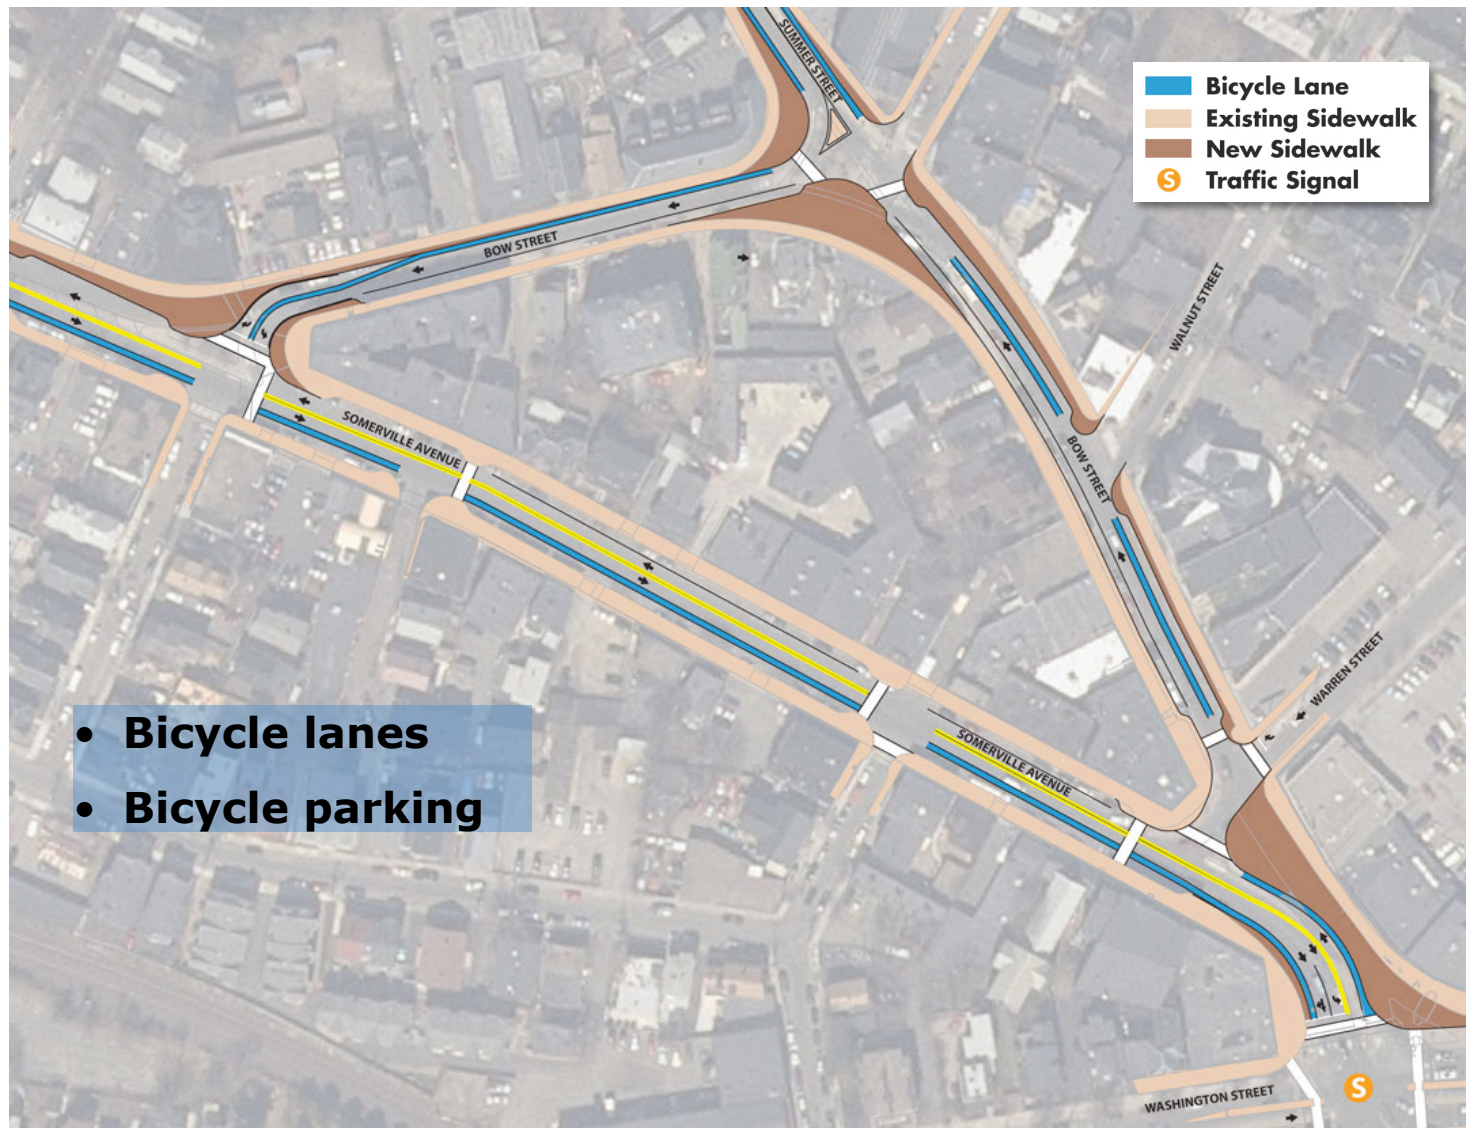 SUMMER STREET
Bicycle Lane
Existing Sidewalk
New Sidewalk
S Traffic Signal
BOW STREET
WALNUT STREET
SOMERVILLE AVENUE
BOW STREET
WARREN STREET
• Bicycle lanes
• Bicycle parking
SOMERVILLE AVENUE
WASHINGTON STREET
S